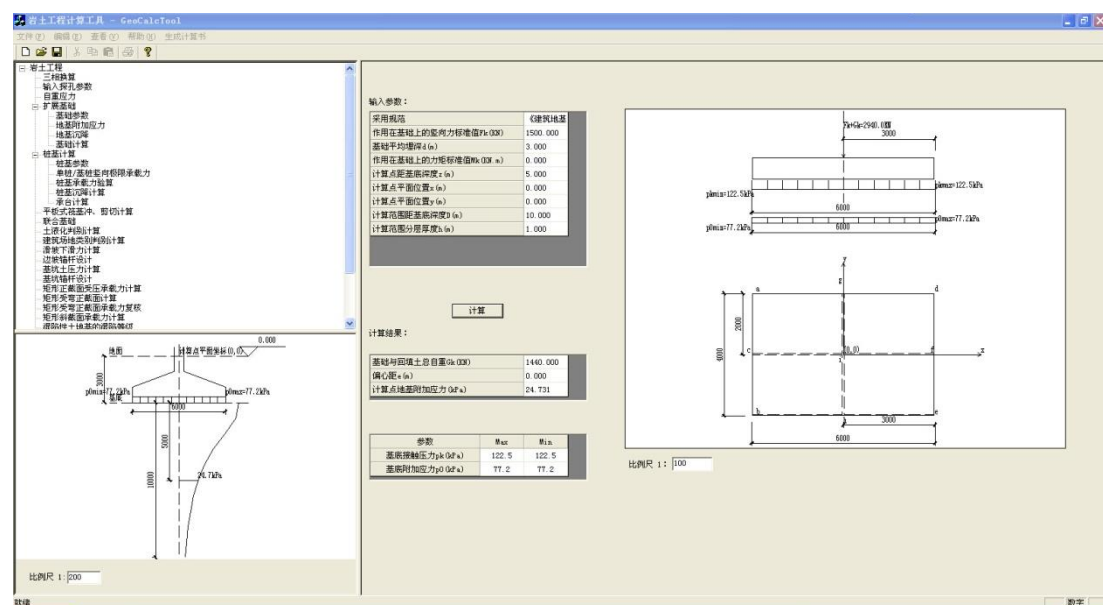 岩土工程计算工具 - GeoCalcTool
文件(F) 编辑(E) 查看(V) 帮助(H) 生成计算书
岩土工程
三相换算
输入探孔参数
自重应力
扩展基础
基础参数
地基附加应力
地基沉降
基础计算
桩基计算
桩基参数
单桩/基桩竖向极限承载力
桩基承载力验算
桩基沉降计算
承台计算
平板式筏基冲、剪切计算
联合基础
土液化判别计算
建筑场地类别判别计算
滑坡下滑力计算
边坡锚杆设计
基坑土压力计算
基坑锚杆设计
矩形正截面受压承载力计算
矩形受弯正截面计算
矩形受弯正截面承载力复核
矩形斜截面承载力计算
湿陷性土地基的湿陷等级
0.000
地面
计算点平面坐标(0,0)
3000
p0min=77.2kPa
p0max=77.2kPa
基底
6000
5000
24.7kPa
10000
比例尺 1: 200
输入参数：
采用规范 《建筑地基
作用在基础上的竖向力标准值Fk(KN) 1500.000
基础平均埋深d(m) 3.000
作用在基础上的力矩标准值Mk(KN.m) 0.000
计算点距基底深度z(m) 5.000
计算点平面位置x(m) 0.000
计算点平面位置y(m) 0.000
计算范围距基底深度D(m) 10.000
计算范围分层厚度h(m) 1.000
计算
计算结果：
基础与回填土总自重Gk(KN) 1440.000
偏心距e(m) 0.000
计算点地基附加应力(kPa) 24.731
参数 Max Min
基底接触压力pk(kPa) 122.5 122.5
基底附加应力p0(kPa) 77.2 77.2
Fk+Gk=2940.0KN
3000
pkmin=122.5kPa
pkmax=122.5kPa
6000
p0min=77.2kPa
p0max=77.2kPa
6000
y
g
a
d
2000
4000
c
(0,0)
f
x
i
b
h
e
3000
6000
比例尺 1: 100
就绪
数字